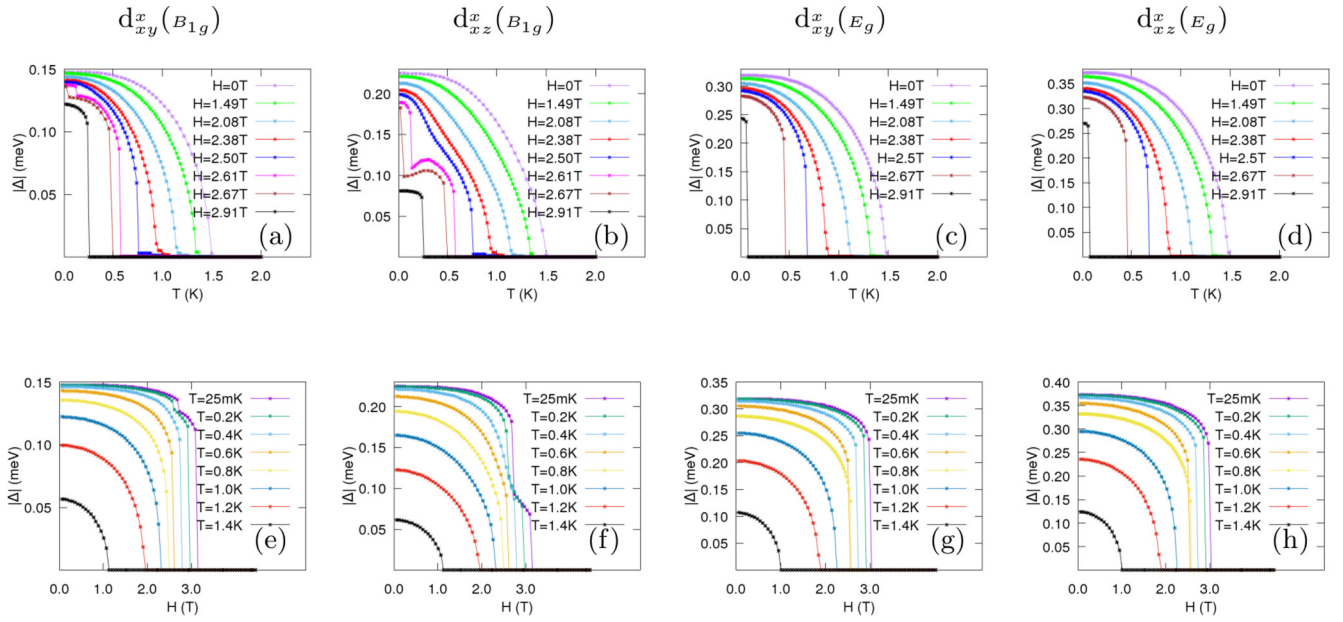 d^x_{xy}(B_{1g})
d^x_{xz}(B_{1g})
d^x_{xy}(E_g)
d^x_{xz}(E_g)
0.15
0.10
0.05
|Δ| (meV)
H=0T
H=1.49T
H=2.08T
H=2.38T
H=2.50T
H=2.61T
H=2.67T
H=2.91T
(a)
0.0 0.5 1.0 1.5 2.0
T (K)
0.20
0.15
0.10
0.05
|Δ| (meV)
H=0T
H=1.49T
H=2.08T
H=2.38T
H=2.50T
H=2.61T
H=2.67T
H=2.91T
(b)
0.0 0.5 1.0 1.5 2.0
T (K)
0.30
0.25
0.20
0.15
0.10
0.05
0.00
|Δ| (meV)
H=0T
H=1.49T
H=2.08T
H=2.38T
H=2.5T
H=2.67T
H=2.91T
(c)
0.0 0.5 1.0 1.5 2.0
T (K)
0.35
0.30
0.25
0.20
0.15
0.10
0.05
0.00
|Δ| (meV)
H=0T
H=1.49T
H=2.08T
H=2.38T
H=2.5T
H=2.67T
H=2.91T
(d)
0.0 0.5 1.0 1.5 2.0
T (K)
0.15
0.10
0.05
|Δ| (meV)
T=25mK
T=0.2K
T=0.4K
T=0.6K
T=0.8K
T=1.0K
T=1.2K
T=1.4K
(e)
0.0 1.0 2.0 3.0
H (T)
0.20
0.15
0.10
0.05
|Δ| (meV)
T=25mK
T=0.2K
T=0.4K
T=0.6K
T=0.8K
T=1.0K
T=1.2K
T=1.4K
(f)
0.0 1.0 2.0 3.0
H (T)
0.35
0.30
0.25
0.20
0.15
0.10
0.05
|Δ| (meV)
T=25mK
T=0.2K
T=0.4K
T=0.6K
T=0.8K
T=1.0K
T=1.2K
T=1.4K
(g)
0.0 1.0 2.0 3.0
H (T)
0.40
0.35
0.30
0.25
0.20
0.15
0.10
0.05
|Δ| (meV)
T=25mK
T=0.2K
T=0.4K
T=0.6K
T=0.8K
T=1.0K
T=1.2K
T=1.4K
(h)
0.0 1.0 2.0 3.0
H (T)